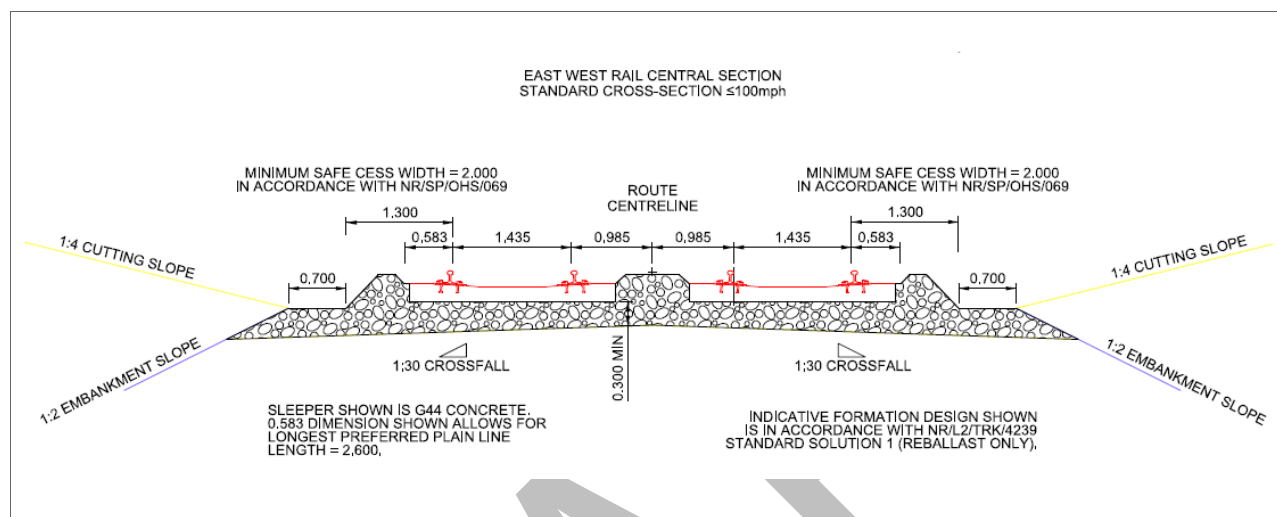 EAST WEST RAIL CENTRAL SECTION
STANDARD CROSS-SECTION ≤100mph
MINIMUM SAFE CESS WIDTH = 2.000
IN ACCORDANCE WITH NR/SP/OHS/069
MINIMUM SAFE CESS WIDTH = 2.000
IN ACCORDANCE WITH NR/SP/OHS/069
ROUTE
CENTRELINE
1.300
1.300
0.583
1.435
0.985
0.985
1.435
0.583
1:4 CUTTING SLOPE
1:4 CUTTING SLOPE
0.700
0.700
1:2 EMBANKMENT SLOPE
1:2 EMBANKMENT SLOPE
1:30 CROSSFALL
0.300 MIN
1:30 CROSSFALL
SLEEPER SHOWN IS G44 CONCRETE.
0.583 DIMENSION SHOWN ALLOWS FOR
LONGEST PREFERRED PLAIN LINE
LENGTH = 2.600.
INDICATIVE FORMATION DESIGN SHOWN
IS IN ACCORDANCE WITH NR/L2/TRK/4239
STANDARD SOLUTION 1 (REBALLAST ONLY).